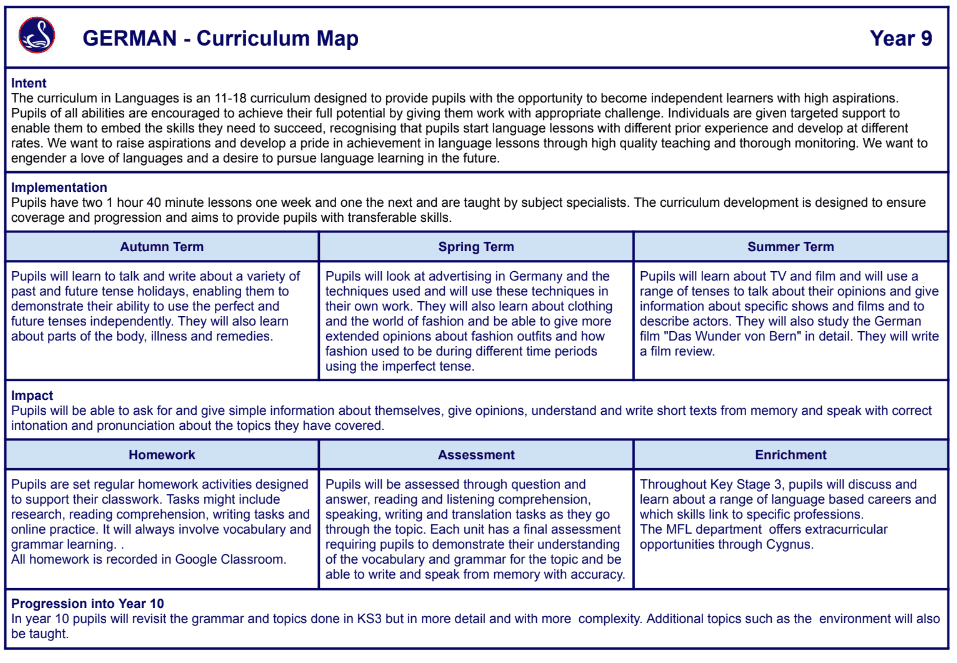 GERMAN - Curriculum Map
Year 9
Intent
The curriculum in Languages is an 11-18 curriculum designed to provide pupils with the opportunity to become independent learners with high aspirations.
Pupils of all abilities are encouraged to achieve their full potential by giving them work with appropriate challenge. Individuals are given targeted support to
enable them to embed the skills they need to succeed, recognising that pupils start language lessons with different prior experience and develop at different
rates. We want to raise aspirations and develop a pride in achievement in language lessons through high quality teaching and thorough monitoring. We want to
engender a love of languages and a desire to pursue language learning in the future.
Implementation
Pupils have two 1 hour 40 minute lessons one week and one the next and are taught by subject specialists. The curriculum development is designed to ensure
coverage and progression and aims to provide pupils with transferable skills.
Autumn Term
Pupils will learn to talk and write about a variety of
past and future tense holidays, enabling them to
demonstrate their ability to use the perfect and
future tenses independently. They will also learn
about parts of the body, illness and remedies.
Spring Term
Pupils will look at advertising in Germany and the
techniques used and will use these techniques in
their own work. They will also learn about clothing
and the world of fashion and be able to give more
extended opinions about fashion outfits and how
fashion used to be during different time periods
using the imperfect tense.
Summer Term
Pupils will learn about TV and film and will use a
range of tenses to talk about their opinions and give
information about specific shows and films and to
describe actors. They will also study the German
film "Das Wunder von Bern" in detail. They will write
a film review.
Impact
Pupils will be able to ask for and give simple information about themselves, give opinions, understand and write short texts from memory and speak with correct
intonation and pronunciation about the topics they have covered.
Homework
Pupils are set regular homework activities designed
to support their classwork. Tasks might include
research, reading comprehension, writing tasks and
online practice. It will always involve vocabulary and
grammar learning. .
All homework is recorded in Google Classroom.
Assessment
Pupils will be assessed through question and
answer, reading and listening comprehension,
speaking, writing and translation tasks as they go
through the topic. Each unit has a final assessment
requiring pupils to demonstrate their understanding
of the vocabulary and grammar for the topic and be
able to write and speak from memory with accuracy.
Enrichment
Throughout Key Stage 3, pupils will discuss and
learn about a range of language based careers and
which skills link to specific professions.
The MFL department  offers extracurricular
opportunities through Cygnus.
Progression into Year 10
In year 10 pupils will revisit the grammar and topics done in KS3 but in more detail and with more  complexity. Additional topics such as the  environment will also
be taught.